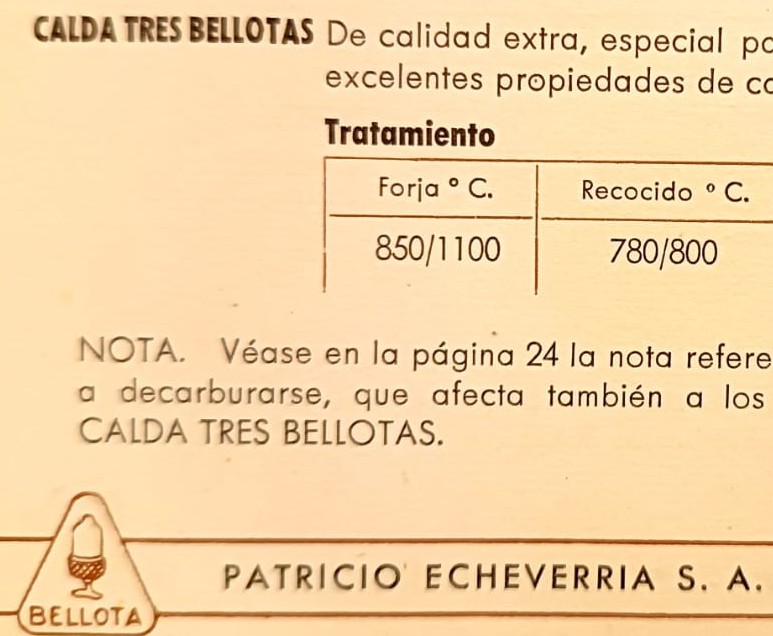 CALDA TRES BELLOTAS De calidad extra, especial
excelentes propiedades de
Tratamiento
Forja ° C. Recocido ° C.
850/1100 780/800
NOTA. Véase en la página 24 la nota refere
a decarburarse, que afecta también a los
CALDA TRES BELLOTAS.
PATRICIO ECHEVERRIA S. A.
BELLOTA